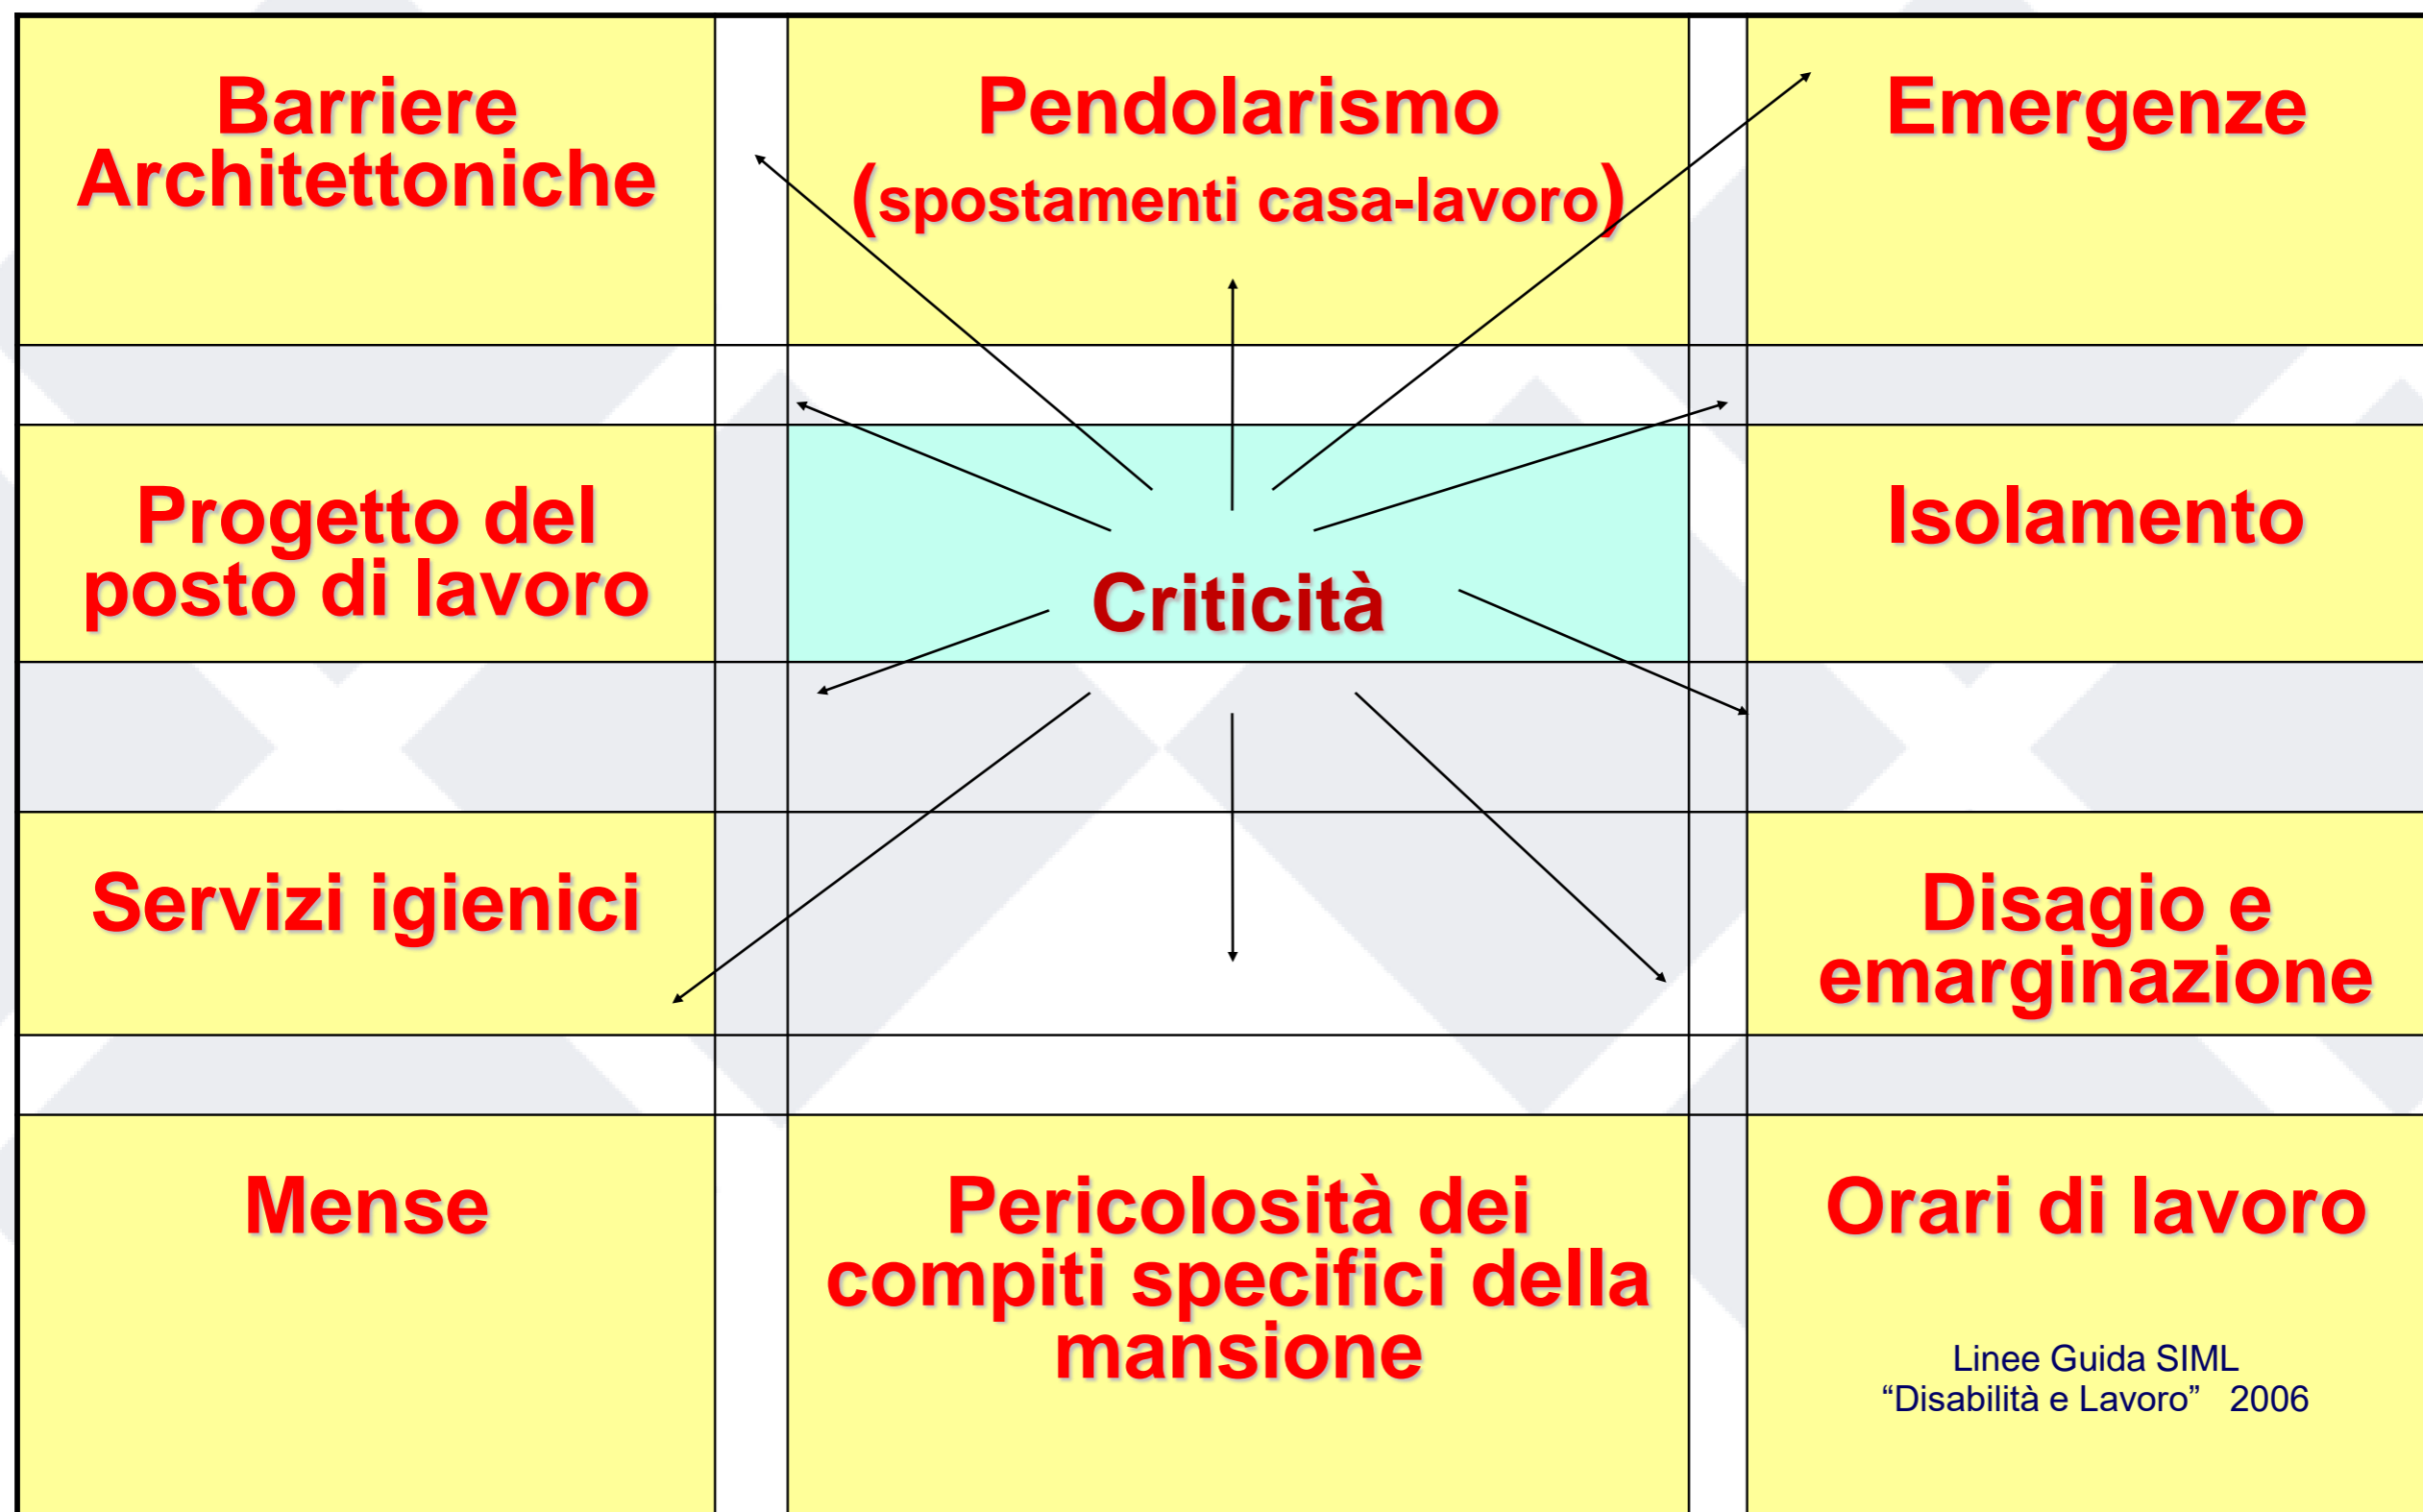 Barriere
Architettoniche
Pendolarismo
(spostamenti casa-lavoro)
Emergenze
Progetto del
posto di lavoro
Criticità
Isolamento
Servizi igienici
Disagio e
emarginazione
Mense
Pericolosità dei
compiti specifici della
mansione
Orari di lavoro
Linee Guida SIML
“Disabilità e Lavoro” 2006